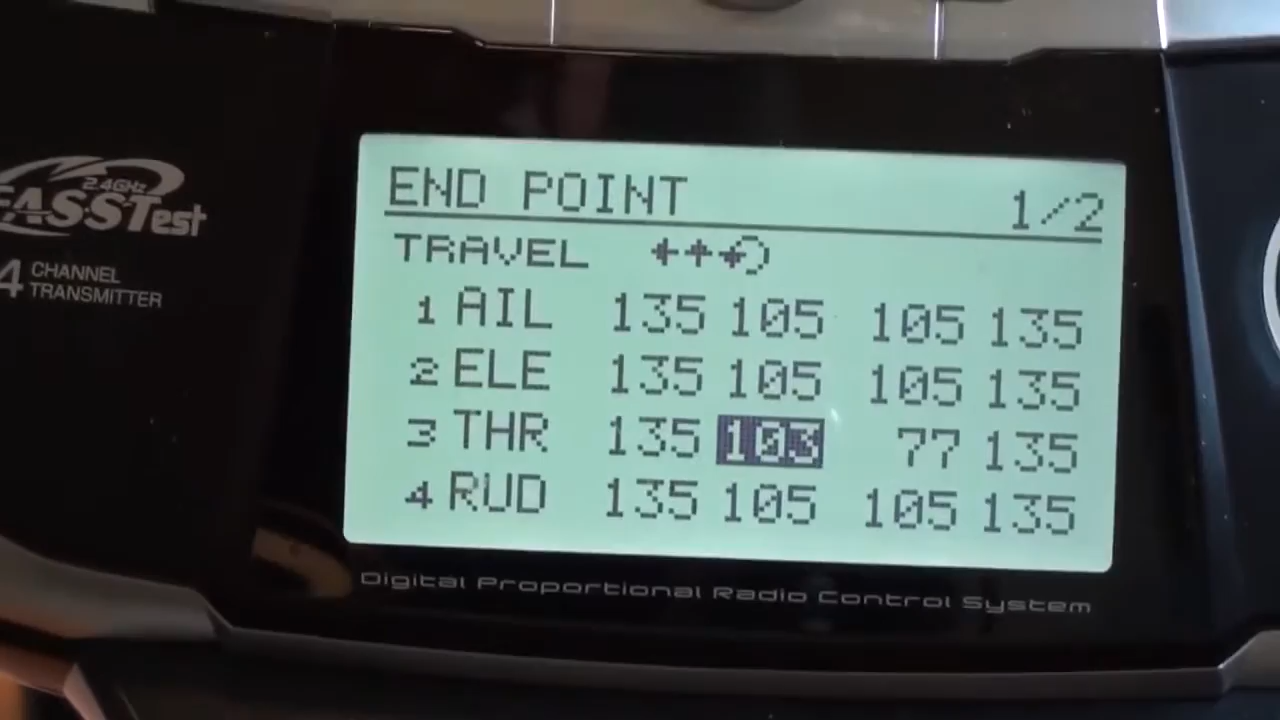 END POINT 1/2
TRAVEL
1 AIL 135 105 105 135
2 ELE 135 105 105 135
3 THR 135 103 77 135
4 RUD 135 105 105 135
2.4GHz
FASSTest
4 CHANNEL
TRANSMITTER
Digital Proportional Radio Control System